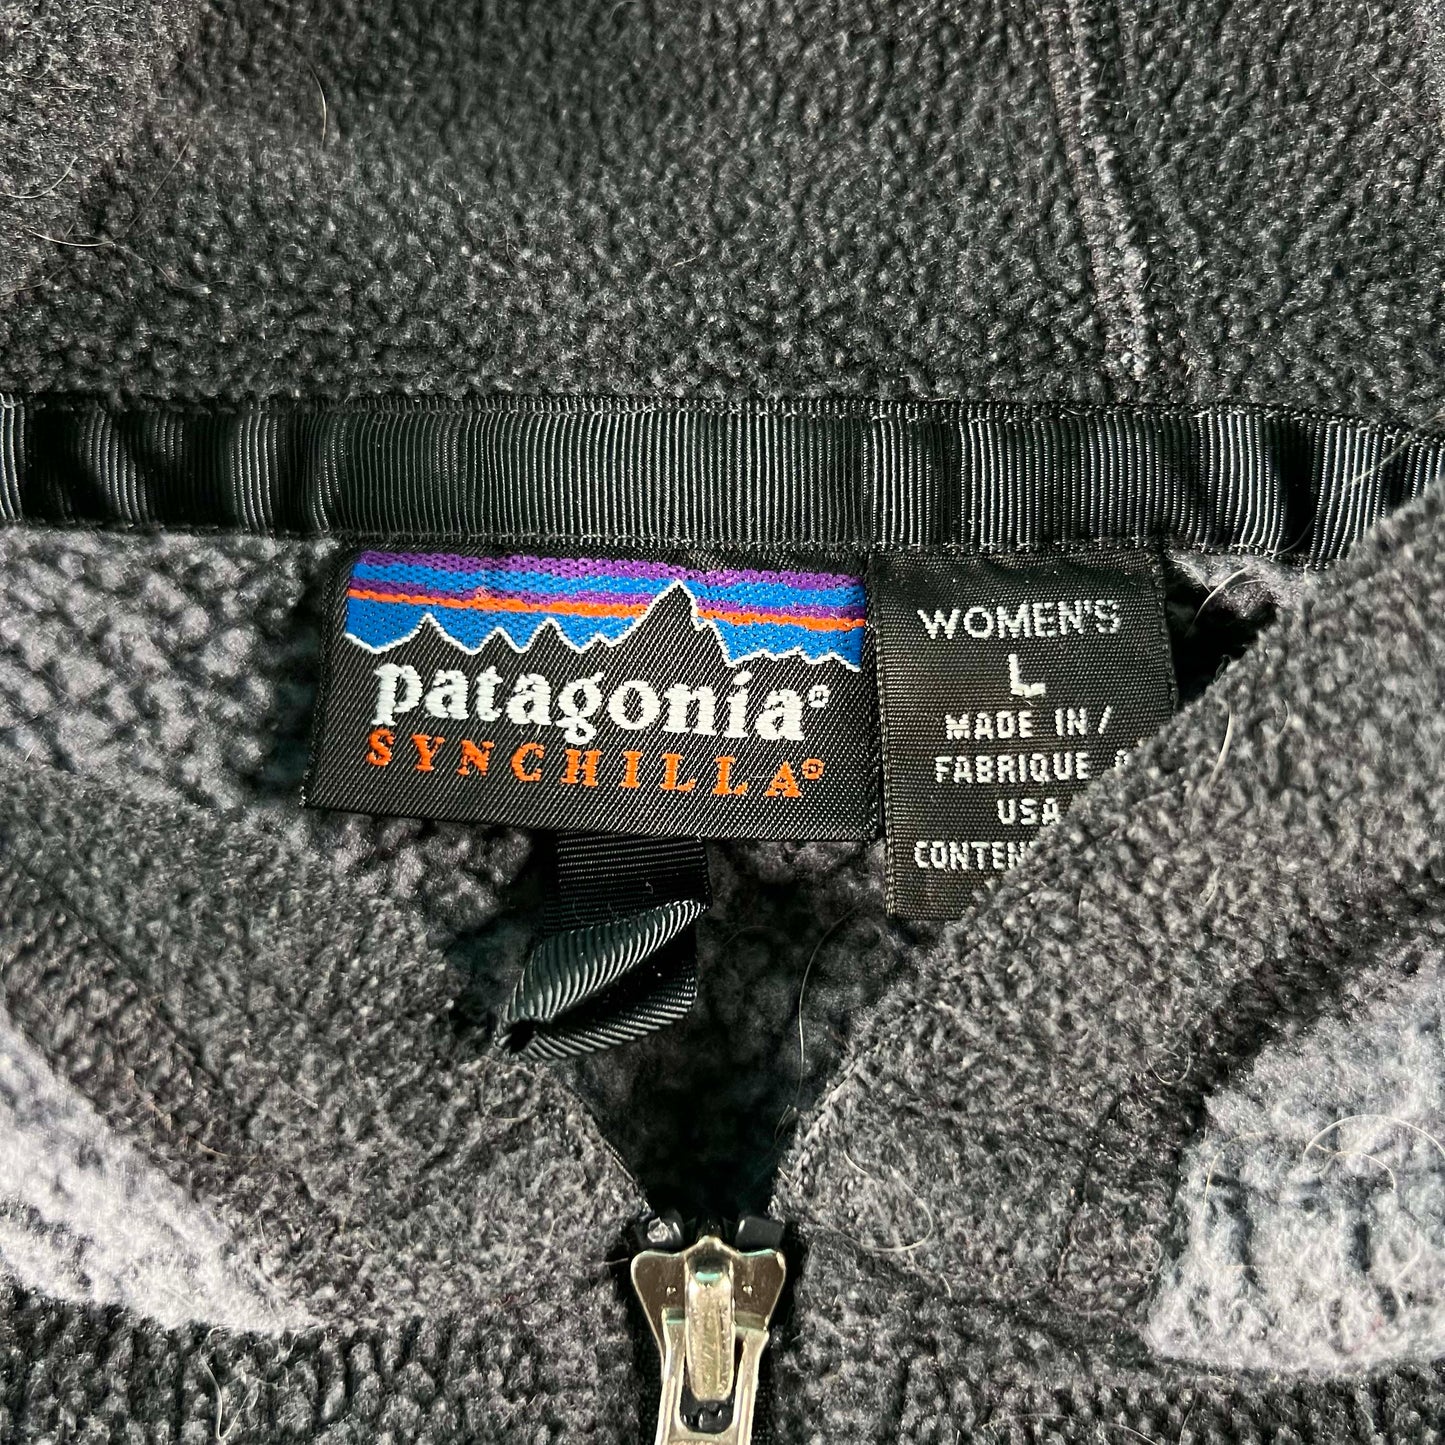 patagonia®
SYNCHILLA®
WOMEN'S
L
MADE IN /
FABRIQUE
USA